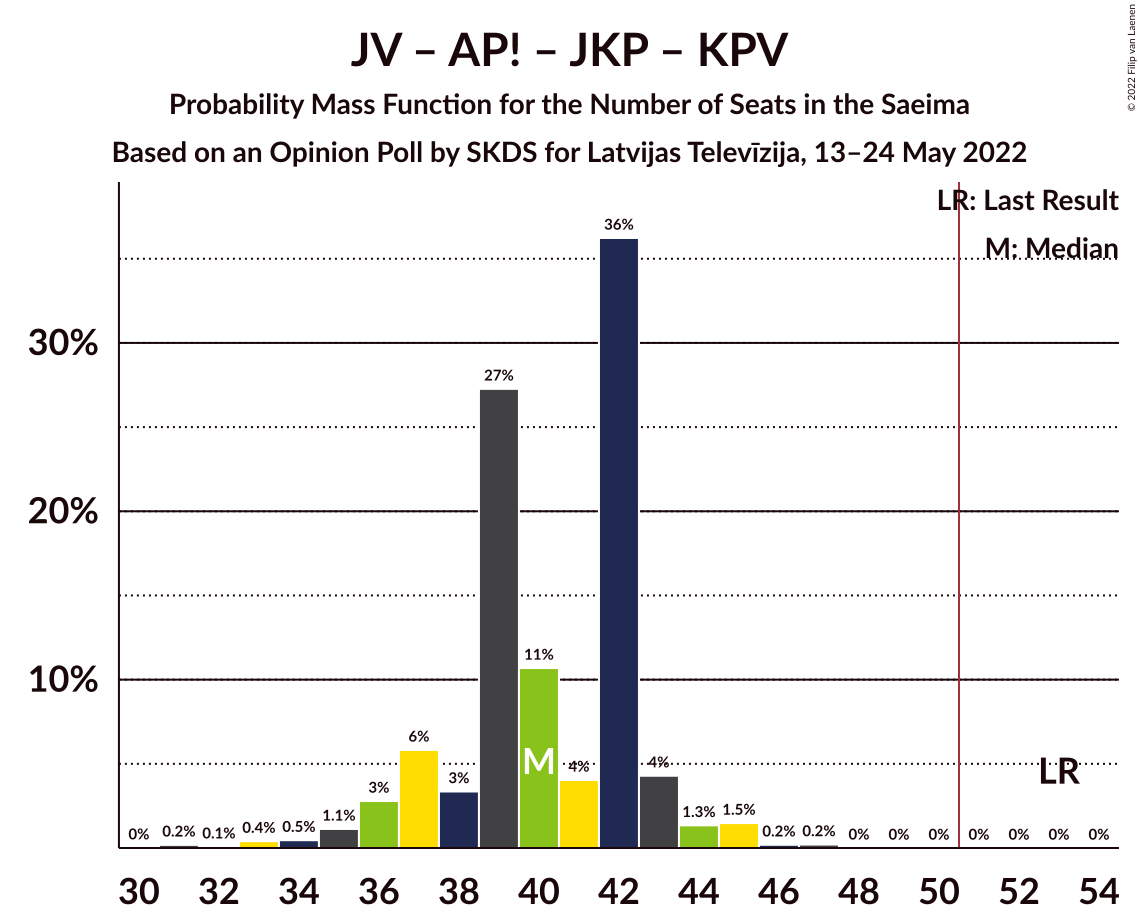 © 2022 Filip van Laenen
JV – AP! – JKP – KPV
Probability Mass Function for the Number of Seats in the Saeima
Based on an Opinion Poll by SKDS for Latvijas Televīzija, 13–24 May 2022
LR: Last Result
M: Median
30%
20%
10%
0% 0.2% 0.1% 0.4% 0.5% 1.1% 3% 6% 3% 27% 11% 4% 36% 4% 1.3% 1.5% 0.2% 0.2% 0% 0% 0% 0% 0% 0% 0%
M
LR
30 32 34 36 38 40 42 44 46 48 50 52 54